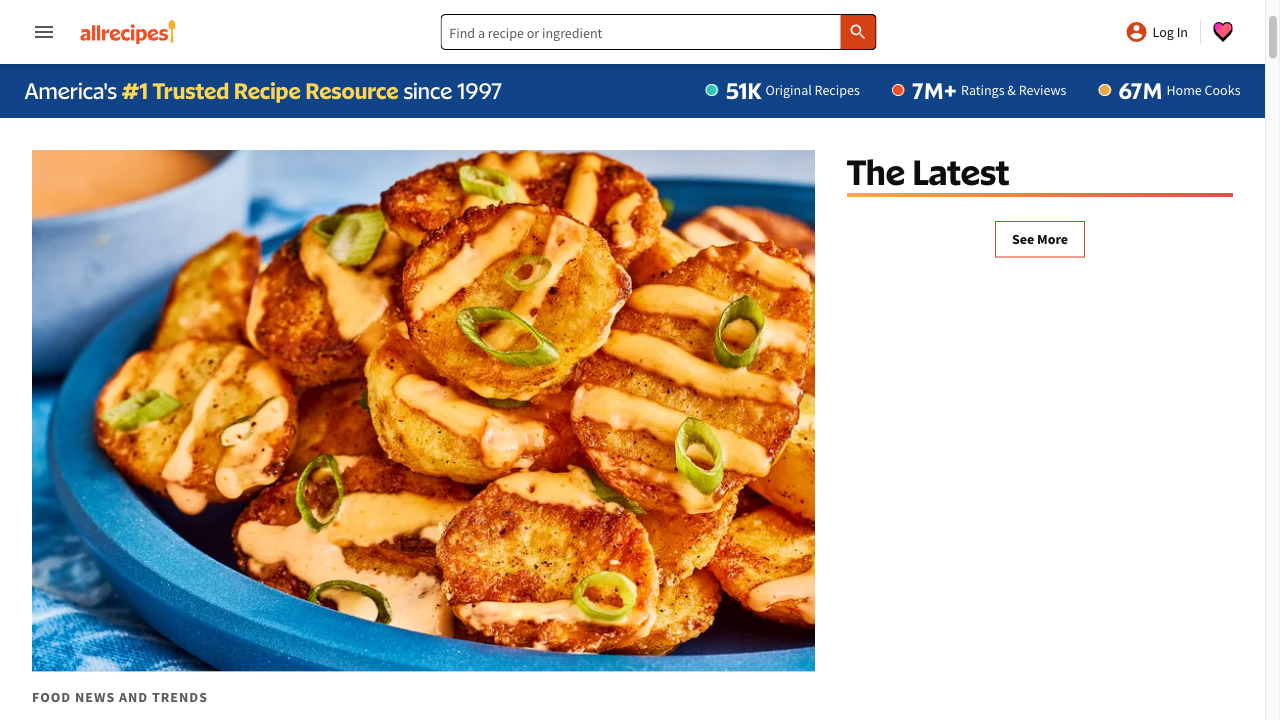 allrecipes
Find a recipe or ingredient
Log In
America's #1 Trusted Recipe Resource since 1997
51K Original Recipes
7M+ Ratings & Reviews
67M Home Cooks
The Latest
See More
FOOD NEWS AND TRENDS